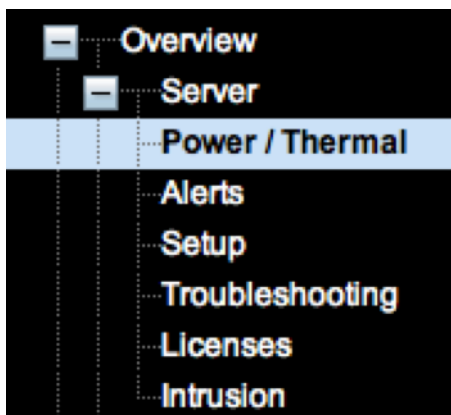 Overview
Server
Power / Thermal
Alerts
Setup
Troubleshooting
Licenses
Intrusion